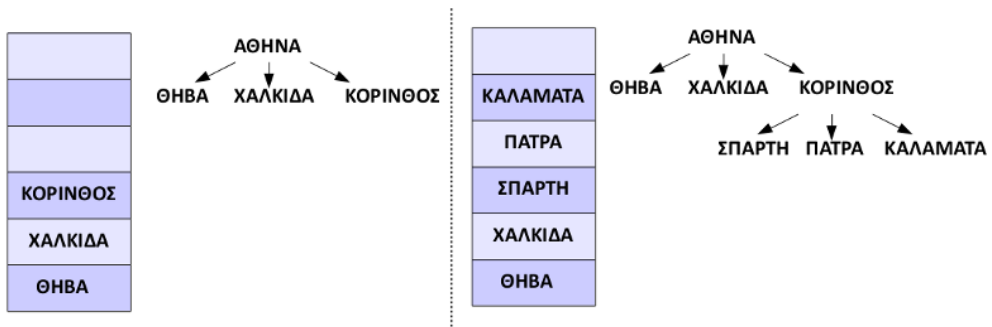 ΑΘΗΝΑ
ΘΗΒΑ ΧΑΛΚΙΔΑ ΚΟΡΙΝΘΟΣ
ΚΟΡΙΝΘΟΣ
ΧΑΛΚΙΔΑ
ΘΗΒΑ
ΑΘΗΝΑ
ΘΗΒΑ ΧΑΛΚΙΔΑ ΚΟΡΙΝΘΟΣ
ΣΠΑΡΤΗ ΠΑΤΡΑ ΚΑΛΑΜΑΤΑ
ΚΑΛΑΜΑΤΑ
ΠΑΤΡΑ
ΣΠΑΡΤΗ
ΧΑΛΚΙΔΑ
ΘΗΒΑ